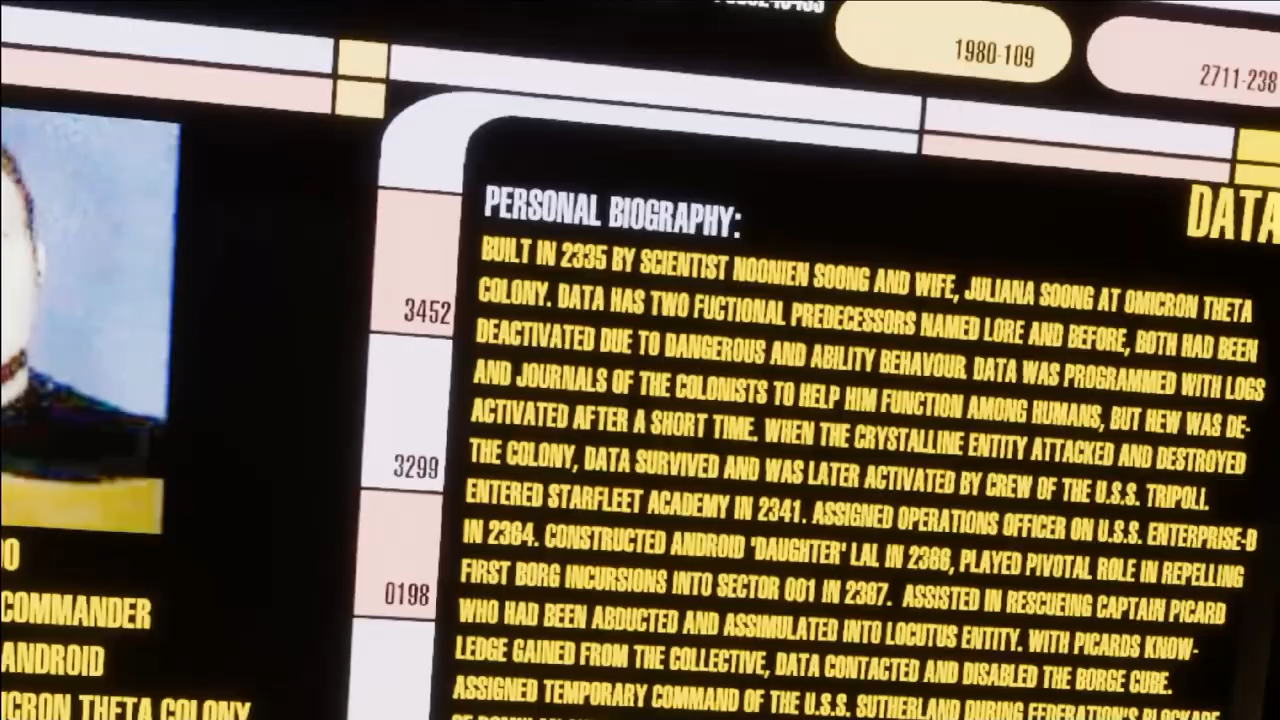 1980-109
2711-238
DATA
PERSONAL BIOGRAPHY:
BUILT IN 2335 BY SCIENTIST NOONIEN SOONG AND WIFE, JULIANA SOONG AT OMICRON THETA
COLONY. DATA HAS TWO FUCTIONAL PREDECESSORS NAMED LORE AND BEFORE, BOTH HAD BEEN
DEACTIVATED DUE TO DANGEROUS AND ABILITY BEHAVOUR. DATA WAS PROGRAMMED WITH LOGS
AND JOURNALS OF THE COLONISTS TO HELP HIM FUNCTION AMONG HUMANS, BUT HEW WAS DE-
ACTIVATED AFTER A SHORT TIME. WHEN THE CRYSTALLINE ENTITY ATTACKED AND DESTROYED
THE COLONY, DATA SURVIVED AND WAS LATER ACTIVATED BY CREW OF THE U.S.S. TRIPOLI.
ENTERED STARFLEET ACADEMY IN 2341. ASSIGNED OPERATIONS OFFICER ON U.S.S. ENTERPRISE-D
IN 2364. CONSTRUCTED ANDROID 'DAUGHTER' LAL IN 2366, PLAYED PIVOTAL ROLE IN REPELLING
FIRST BORG INCURSIONS INTO SECTOR 001 IN 2367. ASSISTED IN RESCUEING CAPTAIN PICARD
WHO HAD BEEN ABDUCTED AND ASSIMULATED INTO LOCUTUS ENTITY. WITH PICARDS KNOW-
LEDGE GAINED FROM THE COLLECTIVE, DATA CONTACTED AND DISABLED THE BORGE CUBE.
ASSIGNED TEMPORARY COMMAND OF THE U.S.S. SUTHERLAND DURING FEDERATION'S BLOCKADE
3452
3299
0198
COMMANDER
ANDROID
ICRON THETA COLONY